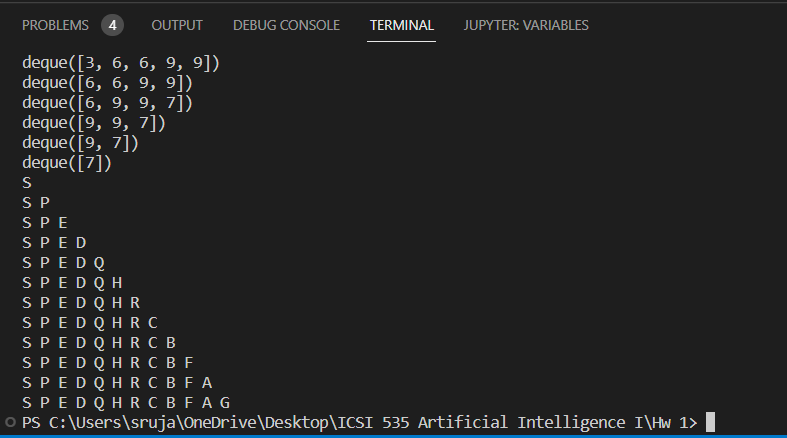 PROBLEMS 4 OUTPUT DEBUG CONSOLE TERMINAL JUPYTER: VARIABLES
deque([3, 6, 6, 9, 9])
deque([6, 6, 9, 9])
deque([6, 9, 9, 7])
deque([9, 9, 7])
deque([9, 7])
deque([7])
S
S P
S P E
S P E D
S P E D Q
S P E D Q H
S P E D Q H R
S P E D Q H R C
S P E D Q H R C B
S P E D Q H R C B F
S P E D Q H R C B F A
S P E D Q H R C B F A G
PS C:\Users\sruja\OneDrive\Desktop\ICSI 535 Artificial Intelligence I\Hw 1>